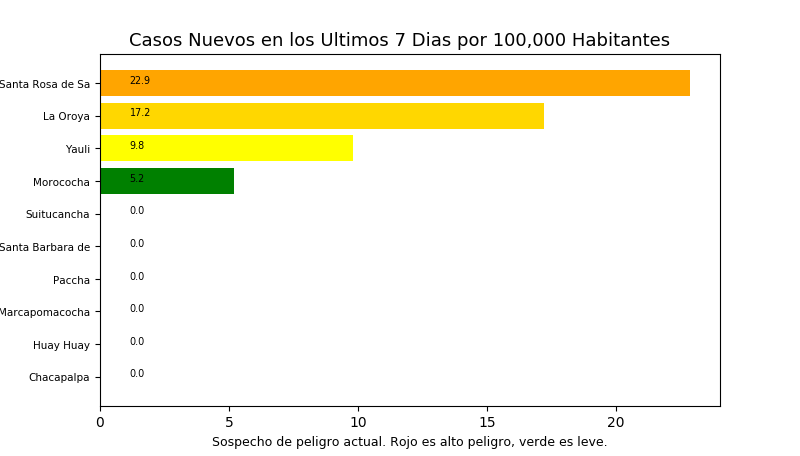 Casos Nuevos en los Ultimos 7 Dias por 100,000 Habitantes
Santa Rosa de Sa 22.9
La Oroya 17.2
Yauli 9.8
Morococha 5.2
Suitucancha 0.0
Santa Barbara de 0.0
Paccha 0.0
Marcapomacocha 0.0
Huay Huay 0.0
Chacapalpa 0.0
0 5 10 15 20
Sospecho de peligro actual. Rojo es alto peligro, verde es leve.